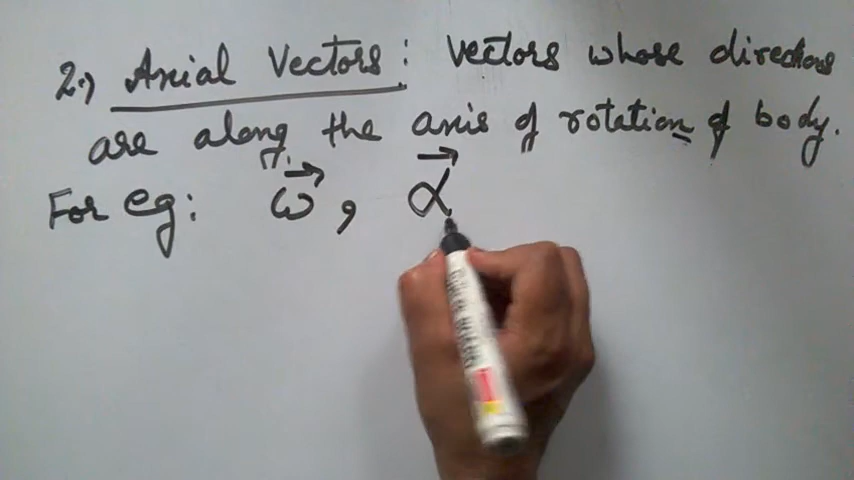 2.) Axial Vectors : Vectors whose directions
are along the axis of rotation of body.
For eg: ω⃗, α⃗